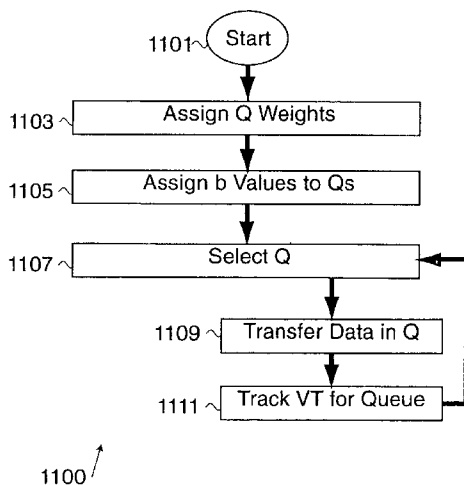 1101 Start
1103 Assign Q Weights
1105 Assign b Values to Qs
1107 Select Q
1109 Transfer Data in Q
1111 Track VT for Queue
1100